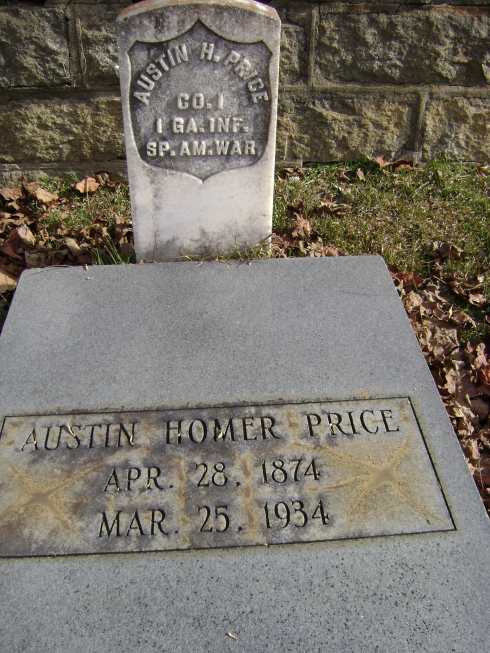 AUSTIN H. PRICE
CO. I
1 GA. INF.
SP. AM. WAR
AUSTIN HOMER PRICE
APR. 28, 1874
MAR. 25, 1934